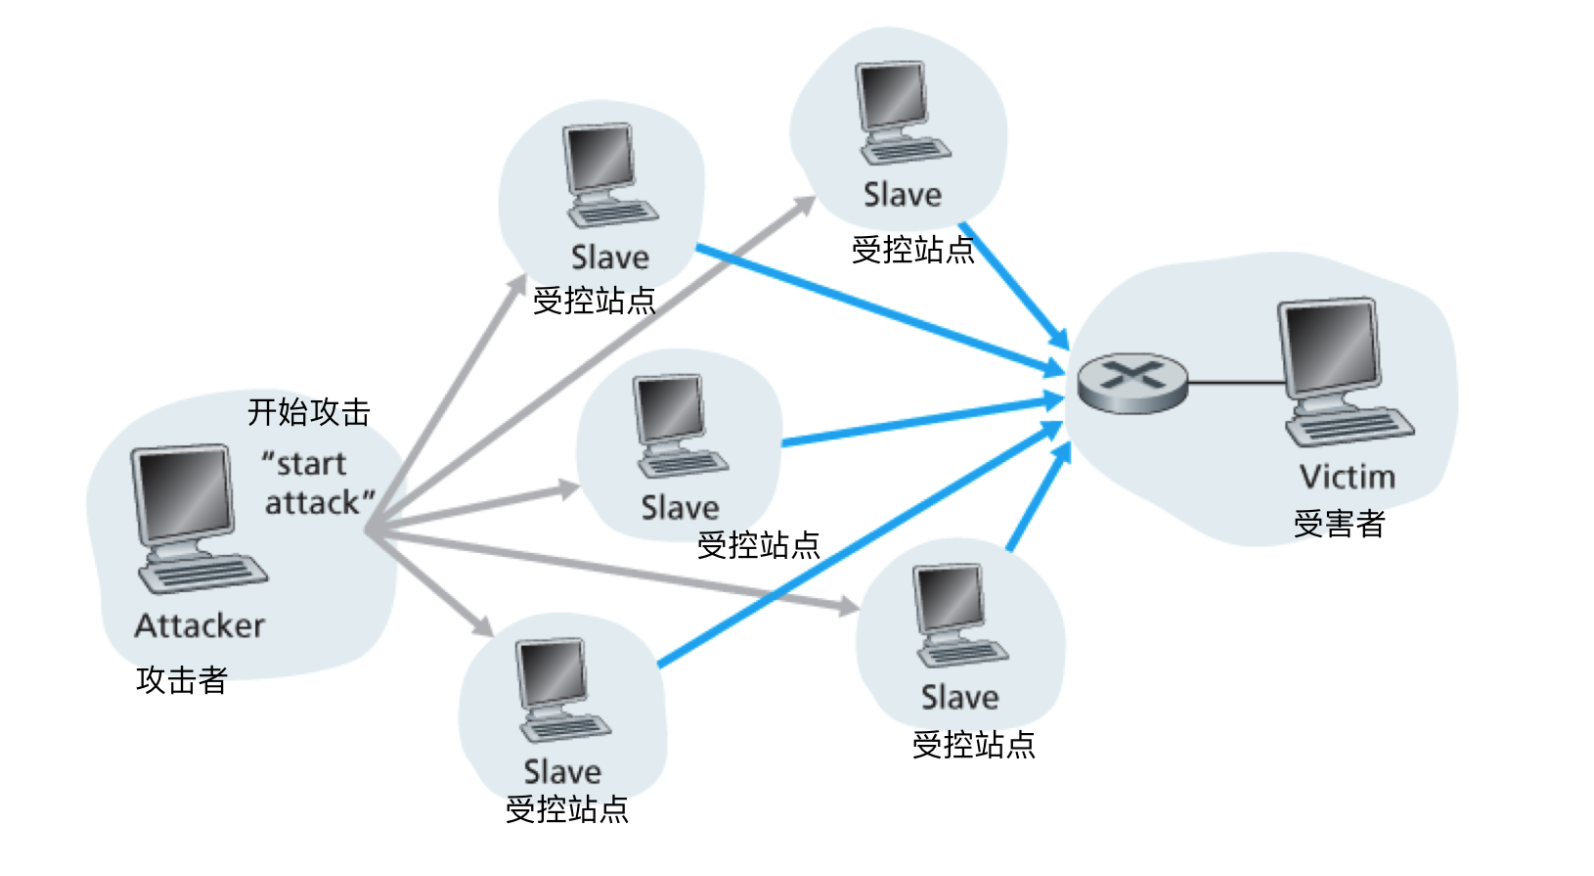 Slave
受控站点
Slave
受控站点
开始攻击
“start
attack”
Attacker
攻击者
Slave
受控站点
Victim
受害者
Slave
受控站点
Slave
受控站点